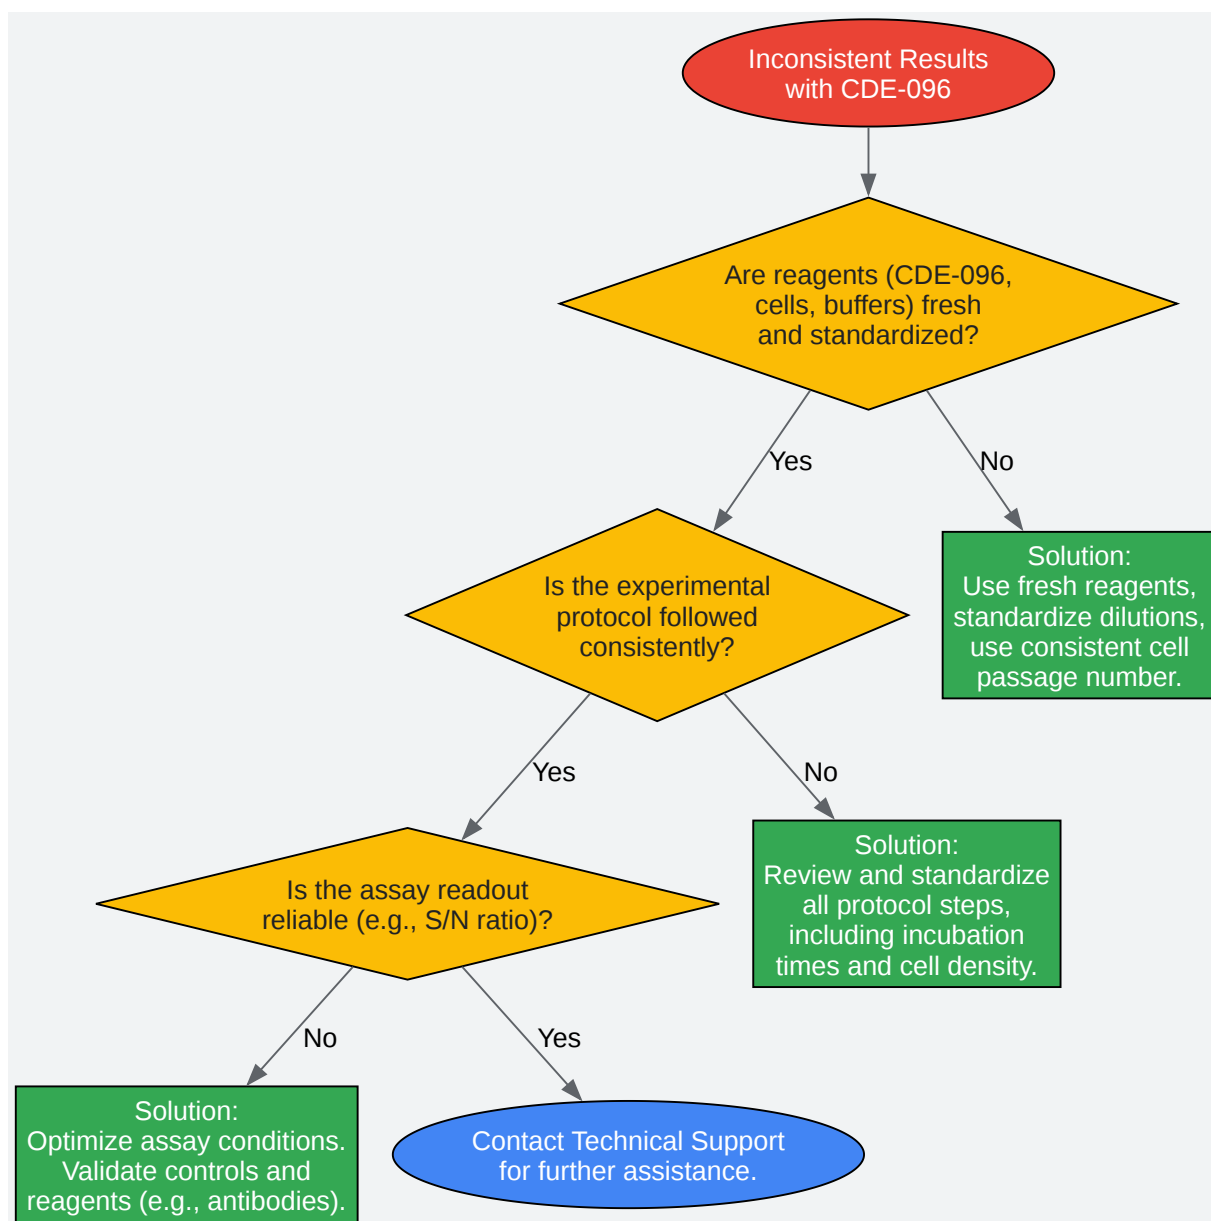 Inconsistent Results
with CDE-096
Are reagents (CDE-096,
cells, buffers) fresh
and standardized?
Yes
No
Is the experimental
protocol followed
consistently?
Solution:
Use fresh reagents,
standardize dilutions,
use consistent cell
passage number.
Yes
No
Is the assay readout
reliable (e.g., S/N ratio)?
Solution:
Review and standardize
all protocol steps,
including incubation
times and cell density.
No
Yes
Solution:
Optimize assay conditions.
Validate controls and
reagents (e.g., antibodies).
Contact Technical Support
for further assistance.